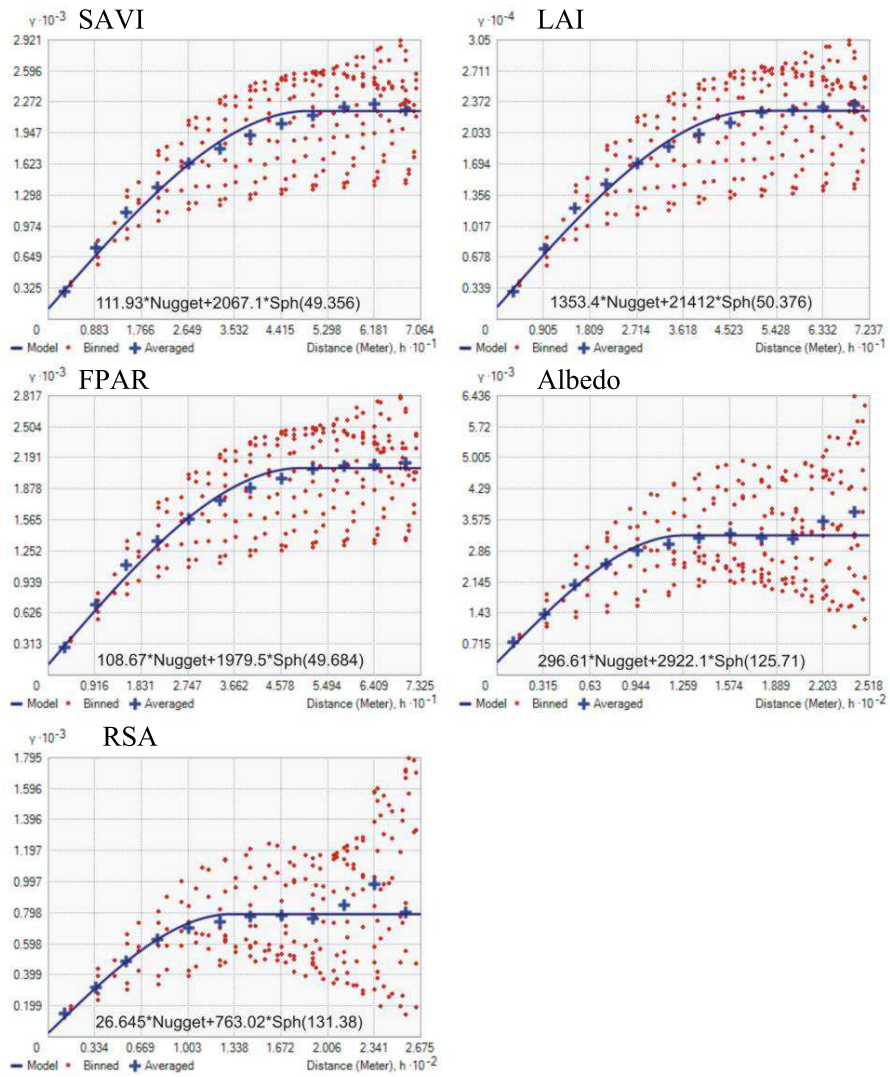 SAVI
γ·10⁻³
2.921
2.596
2.272
1.947
1.623
1.298
0.974
0.649
0.325
111.93*Nugget+2067.1*Sph(49.356)
0 0.883 1.766 2.649 3.532 4.415 5.298 6.181 7.064
Model Binned Averaged Distance (Meter), h·10⁻¹
LAI
γ·10⁻⁴
3.05
2.711
2.372
2.033
1.694
1.356
1.017
0.678
0.339
1353.4*Nugget+21412*Sph(50.376)
0 0.905 1.809 2.714 3.618 4.523 5.428 6.332 7.237
Model Binned Averaged Distance (Meter), h·10⁻¹
FPAR
γ·10⁻³
2.817
2.504
2.191
1.878
1.565
1.252
0.939
0.626
0.313
108.67*Nugget+1979.5*Sph(49.684)
0 0.916 1.831 2.747 3.662 4.578 5.494 6.409 7.325
Model Binned Averaged Distance (Meter), h·10⁻¹
Albedo
γ·10⁻³
6.436
5.72
5.005
4.29
3.575
2.86
2.145
1.43
0.715
296.61*Nugget+2922.1*Sph(125.71)
0 0.315 0.63 0.944 1.259 1.574 1.889 2.203 2.518
Model Binned Averaged Distance (Meter), h·10⁻²
RSA
γ·10⁻³
1.795
1.596
1.396
1.197
0.997
0.798
0.598
0.399
0.199
26.645*Nugget+763.02*Sph(131.38)
0 0.334 0.669 1.003 1.338 1.672 2.006 2.341 2.675
Model Binned Averaged Distance (Meter), h·10⁻²